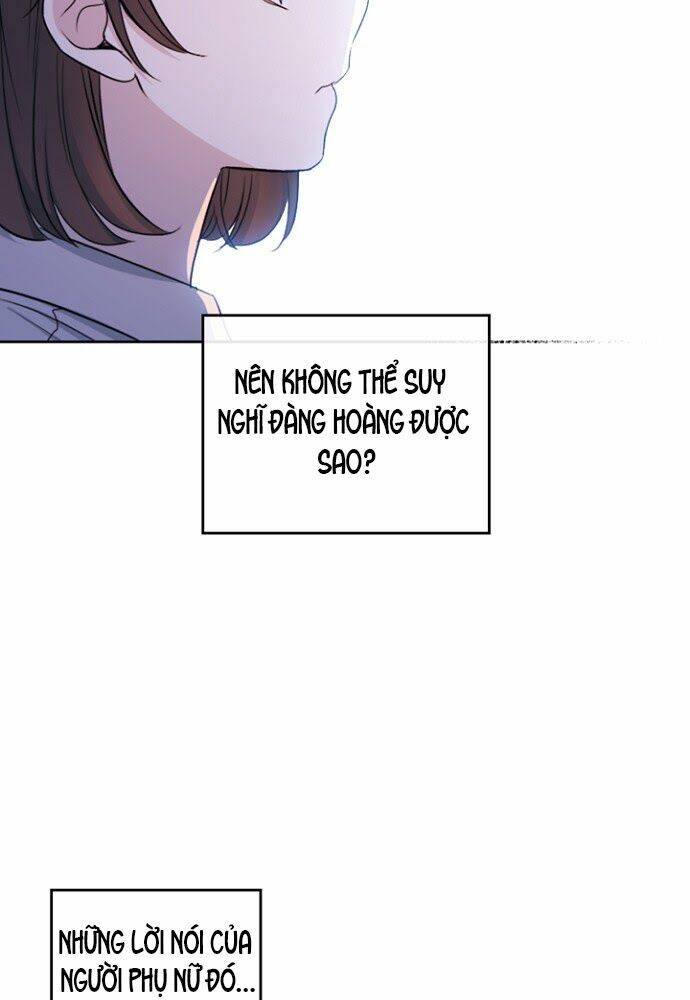 NÊN KHÔNG THỂ SUY
NGHĨ ĐÀNG HOÀNG ĐƯỢC
SAO?
NHỮNG LỜI NÓI CỦA
NGƯỜI PHỤ NỮ ĐÓ...